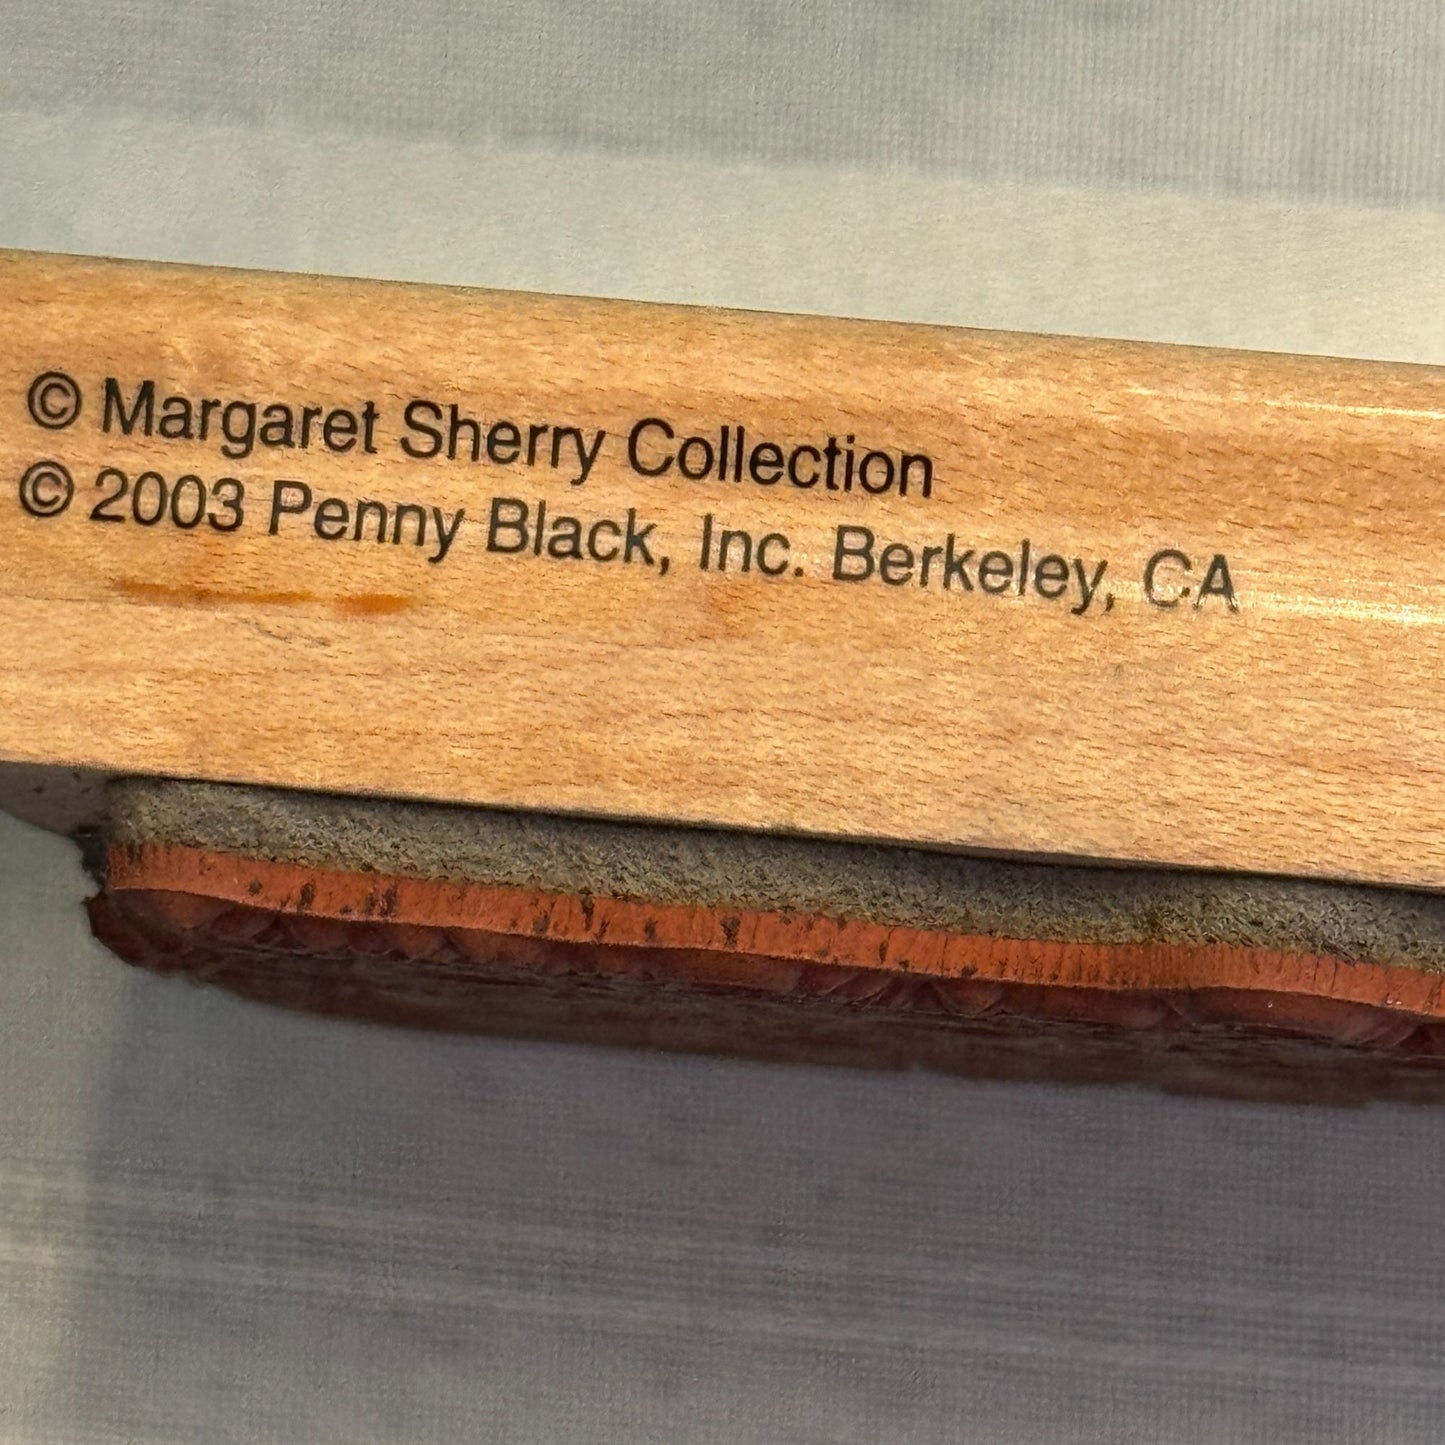 © Margaret Sherry Collection
© 2003 Penny Black, Inc. Berkeley, CA